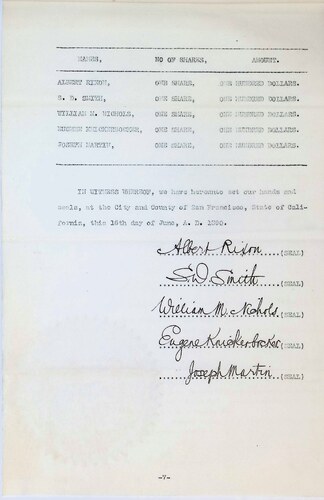 NAMES, NO OF SHARES, AMOUNT.
ALBERT RIXON, ONE SHARE, ONE HUNDRED DOLLARS.
S. D. SMITH, ONE SHARE, ONE HUNDRED DOLLARS.
WILLIAM M. NICHOLS, ONE SHARE, ONE HUNDRED DOLLARS.
EUGENE KNICKERBOCKER, ONE SHARE, ONE HUNDRED DOLLARS.
JOSEPH MARTIN, ONE SHARE, ONE HUNDRED DOLLARS.
IN WITNESS WHEREOF, we have hereunto set our hands and
seals, at the City and County of San Francisco, State of Cali-
fornia, this 15th day of June, A. D.
Albert Rixon (SEAL)
S D Smith (SEAL)
William M. Nichols. (SEAL)
Eugene Knickerbocker (SEAL)
Joseph Martin (SEAL)
-7-